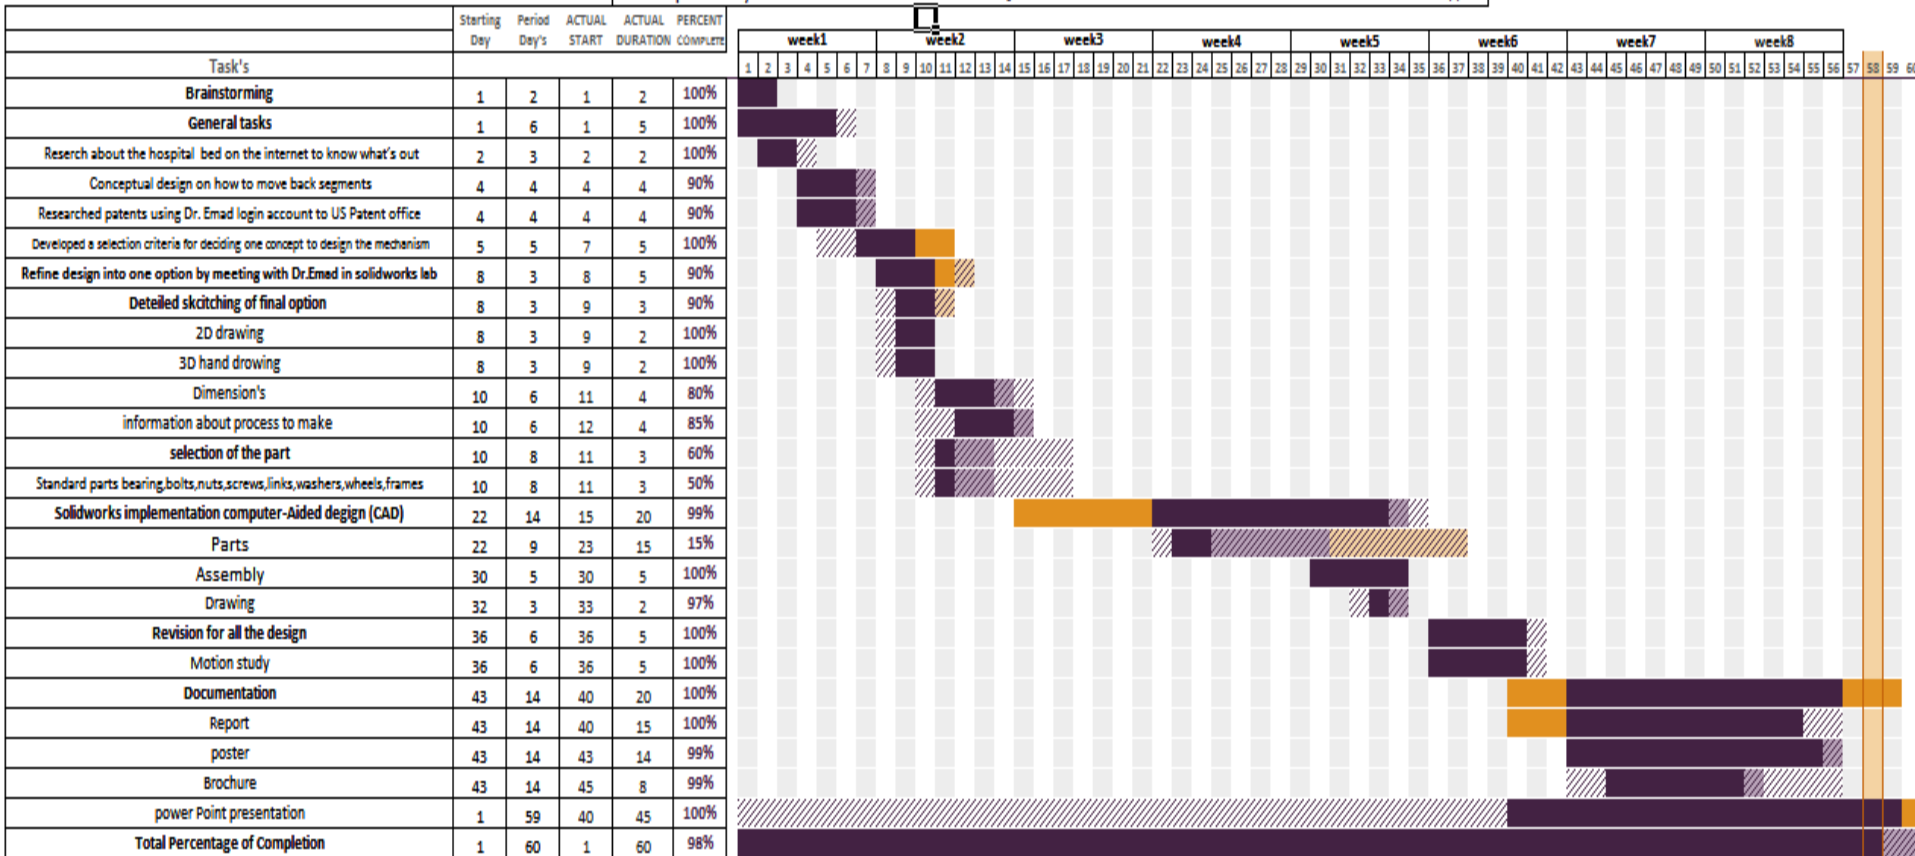 Starting Period ACTUAL ACTUAL PERCENT
Day Day's START DURATION COMPLETE
week1 week2 week3 week4 week5 week6 week7 week8
Task's 1 2 3 4 5 6 7 8 9 10 11 12 13 14 15 16 17 18 19 20 21 22 23 24 25 26 27 28 29 30 31 32 33 34 35 36 37 38 39 40 41 42 43 44 45 46 47 48 49 50 51 52 53 54 55 56 57 58 59 60
Brainstorming 1 2 1 2 100%
General tasks 1 6 1 5 100%
Reserch about the hospital bed on the internet to know what's out 2 3 2 2 100%
Conceptual design on how to move back segments 4 4 4 4 90%
Researched patents using Dr. Emad login account to US Patent office 4 4 4 4 90%
Developed a selection criteria for deciding one concept to design the mechanism 5 5 7 5 100%
Refine design into one option by meeting with Dr.Emad in solidworks lab 8 3 8 5 90%
Deteiled skcitching of final option 8 3 9 3 90%
2D drawing 8 3 9 2 100%
3D hand drowing 8 3 9 2 100%
Dimension's 10 6 11 4 80%
information about process to make 10 6 12 4 85%
selection of the part 10 8 11 3 60%
Standard parts bearing,bolts,nuts,screws,links,washers,wheels,frames 10 8 11 3 50%
Solidworks implementation computer-Aided degign (CAD) 22 14 15 20 99%
Parts 22 9 23 15 15%
Assembly 30 5 30 5 100%
Drawing 32 3 33 2 97%
Revision for all the design 36 6 36 5 100%
Motion study 36 6 36 5 100%
Documentation 43 14 40 20 100%
Report 43 14 40 15 100%
poster 43 14 43 14 99%
Brochure 43 14 45 8 99%
power Point presentation 1 59 40 45 100%
Total Percentage of Completion 1 60 1 60 98%